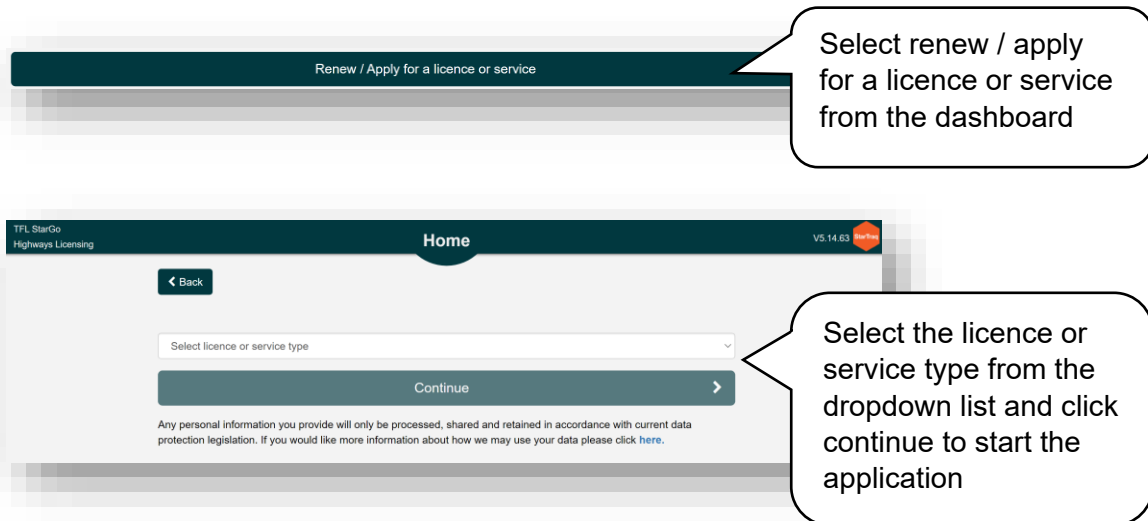 Renew / Apply for a licence or service
Select renew / apply
for a licence or service
from the dashboard
TFL StarGo
Highways Licensing
Home
V5.14.63
StarTraq
Back
Select licence or service type
Continue
Any personal information you provide will only be processed, shared and retained in accordance with current data
protection legislation. If you would like more information about how we may use your data please click here.
Select the licence or
service type from the
dropdown list and click
continue to start the
application